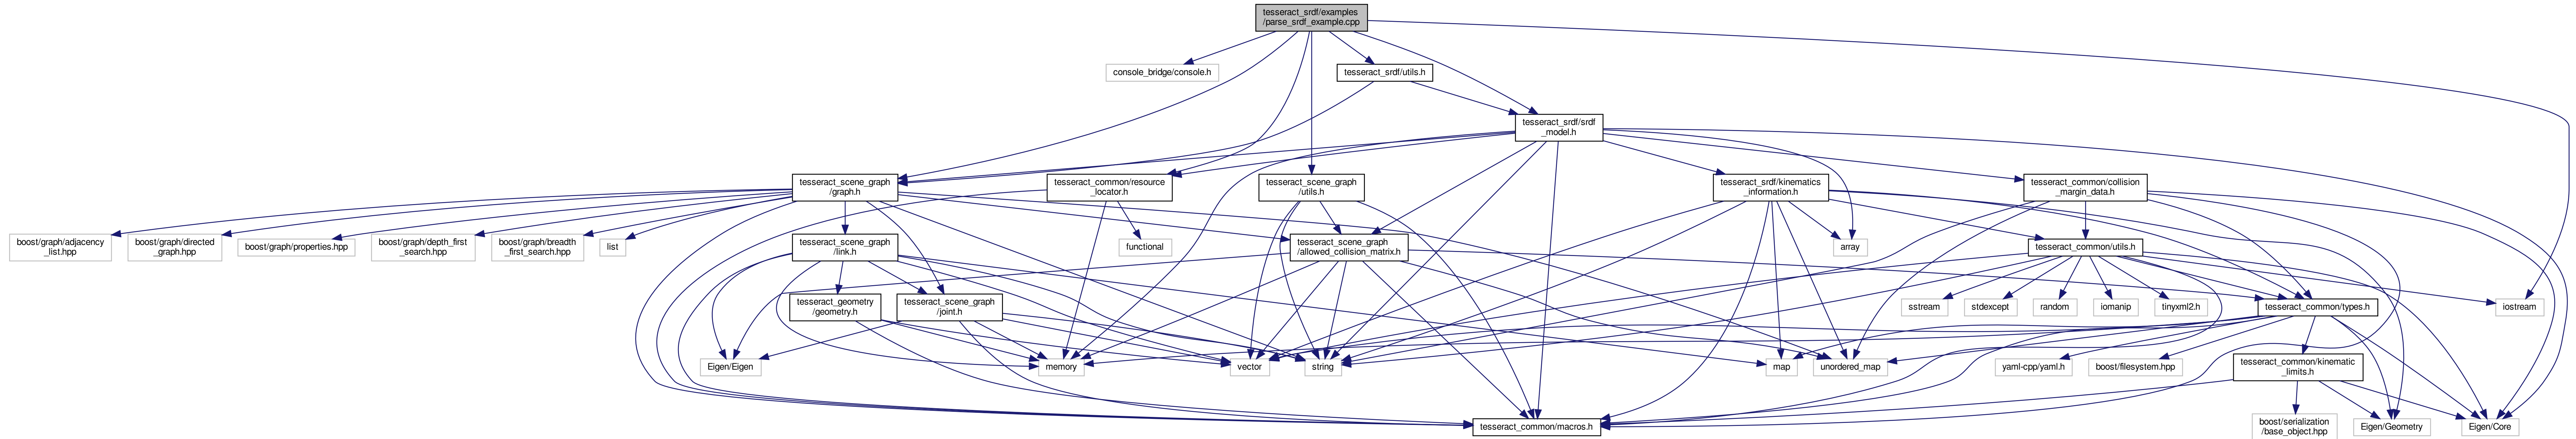 tesseract_srdf/examples
/parse_srdf_example.cpp
console_bridge/console.h
tesseract_srdf/utils.h
tesseract_srdf/srdf
_model.h
tesseract_scene_graph
/graph.h
tesseract_common/resource
_locator.h
tesseract_scene_graph
/utils.h
tesseract_srdf/kinematics
_information.h
tesseract_common/collision
_margin_data.h
boost/graph/adjacency
_list.hpp
boost/graph/directed
_graph.hpp
boost/graph/properties.hpp
boost/graph/depth_first
_search.hpp
boost/graph/breadth
_first_search.hpp
list
tesseract_scene_graph
/link.h
functional
tesseract_scene_graph
/allowed_collision_matrix.h
array
tesseract_common/utils.h
tesseract_geometry
/geometry.h
tesseract_scene_graph
/joint.h
sstream
stdexcept
random
iomanip
tinyxml2.h
tesseract_common/types.h
iostream
Eigen/Eigen
memory
vector
string
map
unordered_map
yaml-cpp/yaml.h
boost/filesystem.hpp
tesseract_common/kinematic
_limits.h
tesseract_common/macros.h
boost/serialization
/base_object.hpp
Eigen/Geometry
Eigen/Core